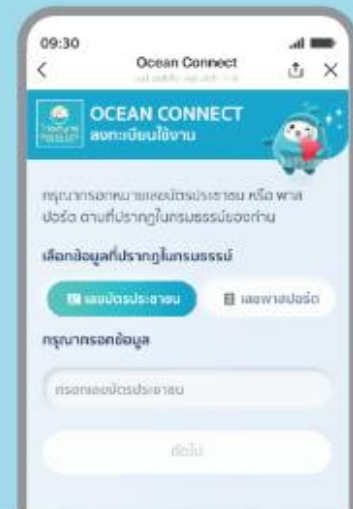 09:30
Ocean Connect
OCEAN CONNECT
ลงทะเบียนใช้งาน
กรุณากรอกหมายเลขบัตรประชาชน หรือ พาส
ปอร์ต ตามที่ปรากฏในกรมธรรม์ของท่าน
เลือกข้อมูลที่ปรากฏในกรมธรรม์
เลขบัตรประชาชน
เลขพาสปอร์ต
กรุณากรอกข้อมูล
กรอกเลขบัตรประชาชน
ถัดไป